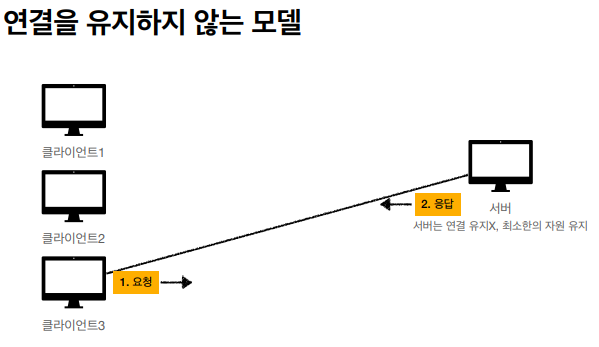 연결을 유지하지 않는 모델
클라이언트1
클라이언트2
2. 응답
서버
서버는 연결 유지X, 최소한의 자원 유지
1. 요청
클라이언트3